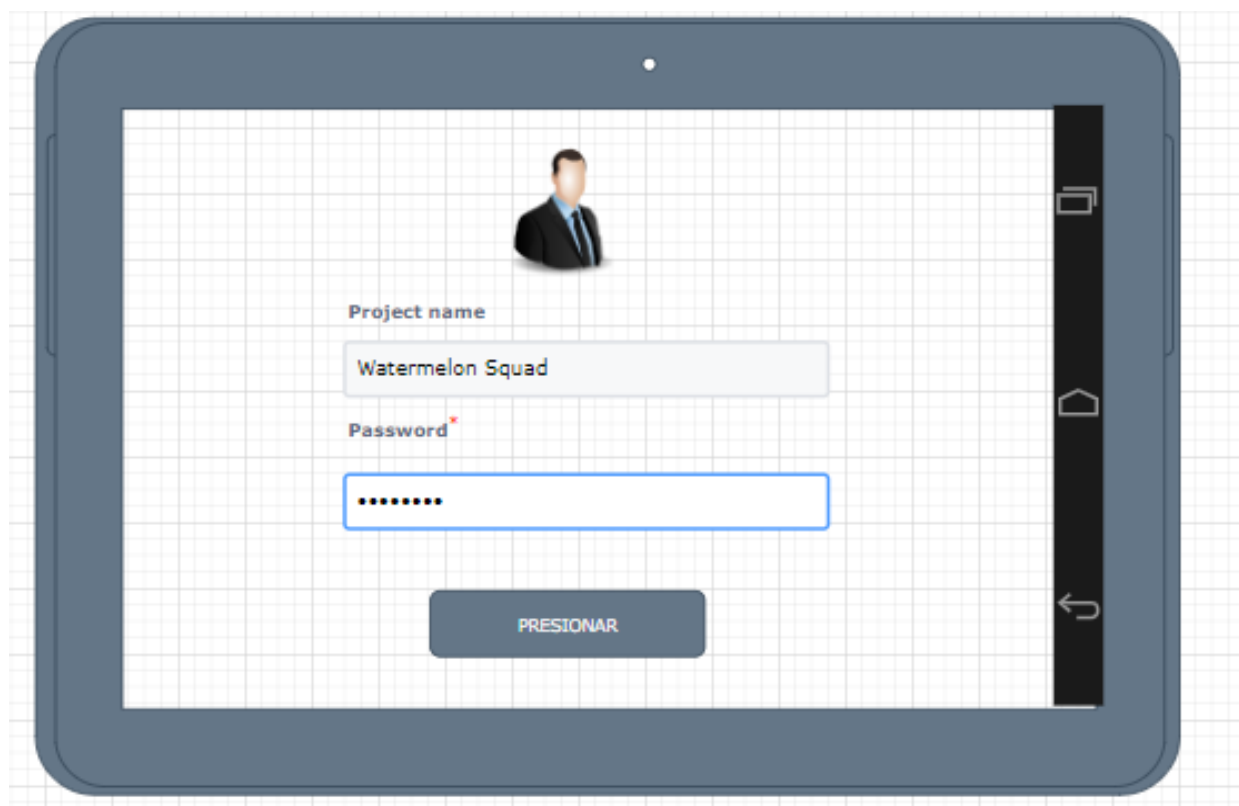 Project name
Watermelon Squad
Password*
••••••••
PRESIONAR